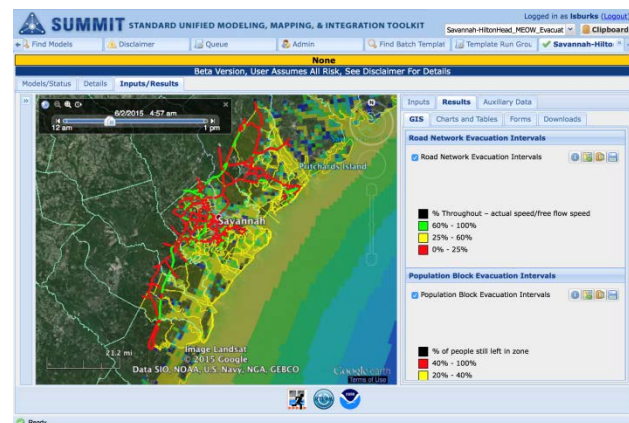 Logged in as lsburks (Logout)
SUMMIT STANDARD UNIFIED MODELING, MAPPING, & INTEGRATION TOOLKIT
Savannah-HiltonHead_MEOW_Evacuat
Clipboard
Find Models
Disclaimer
Queue
Admin
Find Batch Templat
Template Run Grou
Savannah-Hilto
None
Beta Version, User Assumes All Risk, See Disclaimer For Details
Models/Status
Details
Inputs/Results
6/2/2015 4:57 am
12 am
1 pm
Pritchards Island
Savannah
21.2 mi
Image Landsat
© 2015 Google
Data SIO, NOAA, U.S. Navy, NGA, GEBCO
Google earth
Terms of Use
Inputs
Results
Auxiliary Data
GIS
Charts and Tables
Forms
Downloads
Road Network Evacuation Intervals
Road Network Evacuation Intervals
% Throughout – actual speed/free flow speed
60% - 100%
25% - 60%
0% - 25%
Population Block Evacuation Intervals
Population Block Evacuation Intervals
% of people still left in zone
40% - 100%
20% - 40%
Ready